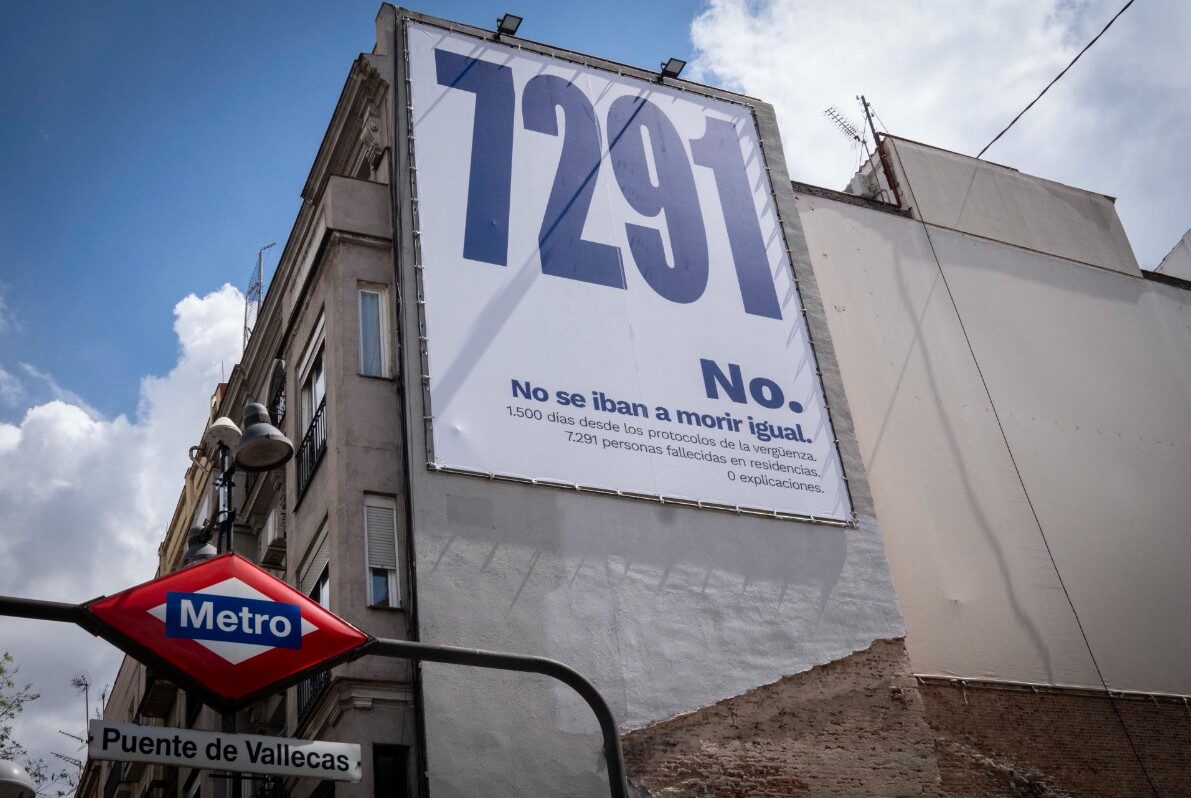 7291
No.
No se iban a morir igual.
1.500 días desde los protocolos de la vergüenza.
7.291 personas fallecidas en residencias.
0 explicaciones.
Metro
Puente de Vallecas